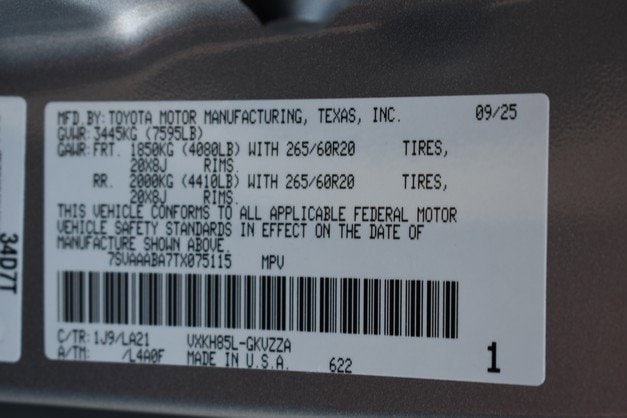 MFD. BY: TOYOTA MOTOR MANUFACTURING, TEXAS, INC. 09/25
GVWR: 3445KG (7595LB)
GAWR: FRT. 1850KG (4080LB) WITH 265/60R20 TIRES,
20X8J RIMS.
RR. 2000KG (4410LB) WITH 265/60R20 TIRES,
20X8J RIMS.
THIS VEHICLE CONFORMS TO ALL APPLICABLE FEDERAL MOTOR
VEHICLE SAFETY STANDARDS IN EFFECT ON THE DATE OF
MANUFACTURE SHOWN ABOVE.
7SVAAABA7TX075115 MPV
C/TR: 1J9/LA21 VXKH85L-GKVZZA
A/TM: /L4A0F MADE IN U.S.A. 622 1
34D7T